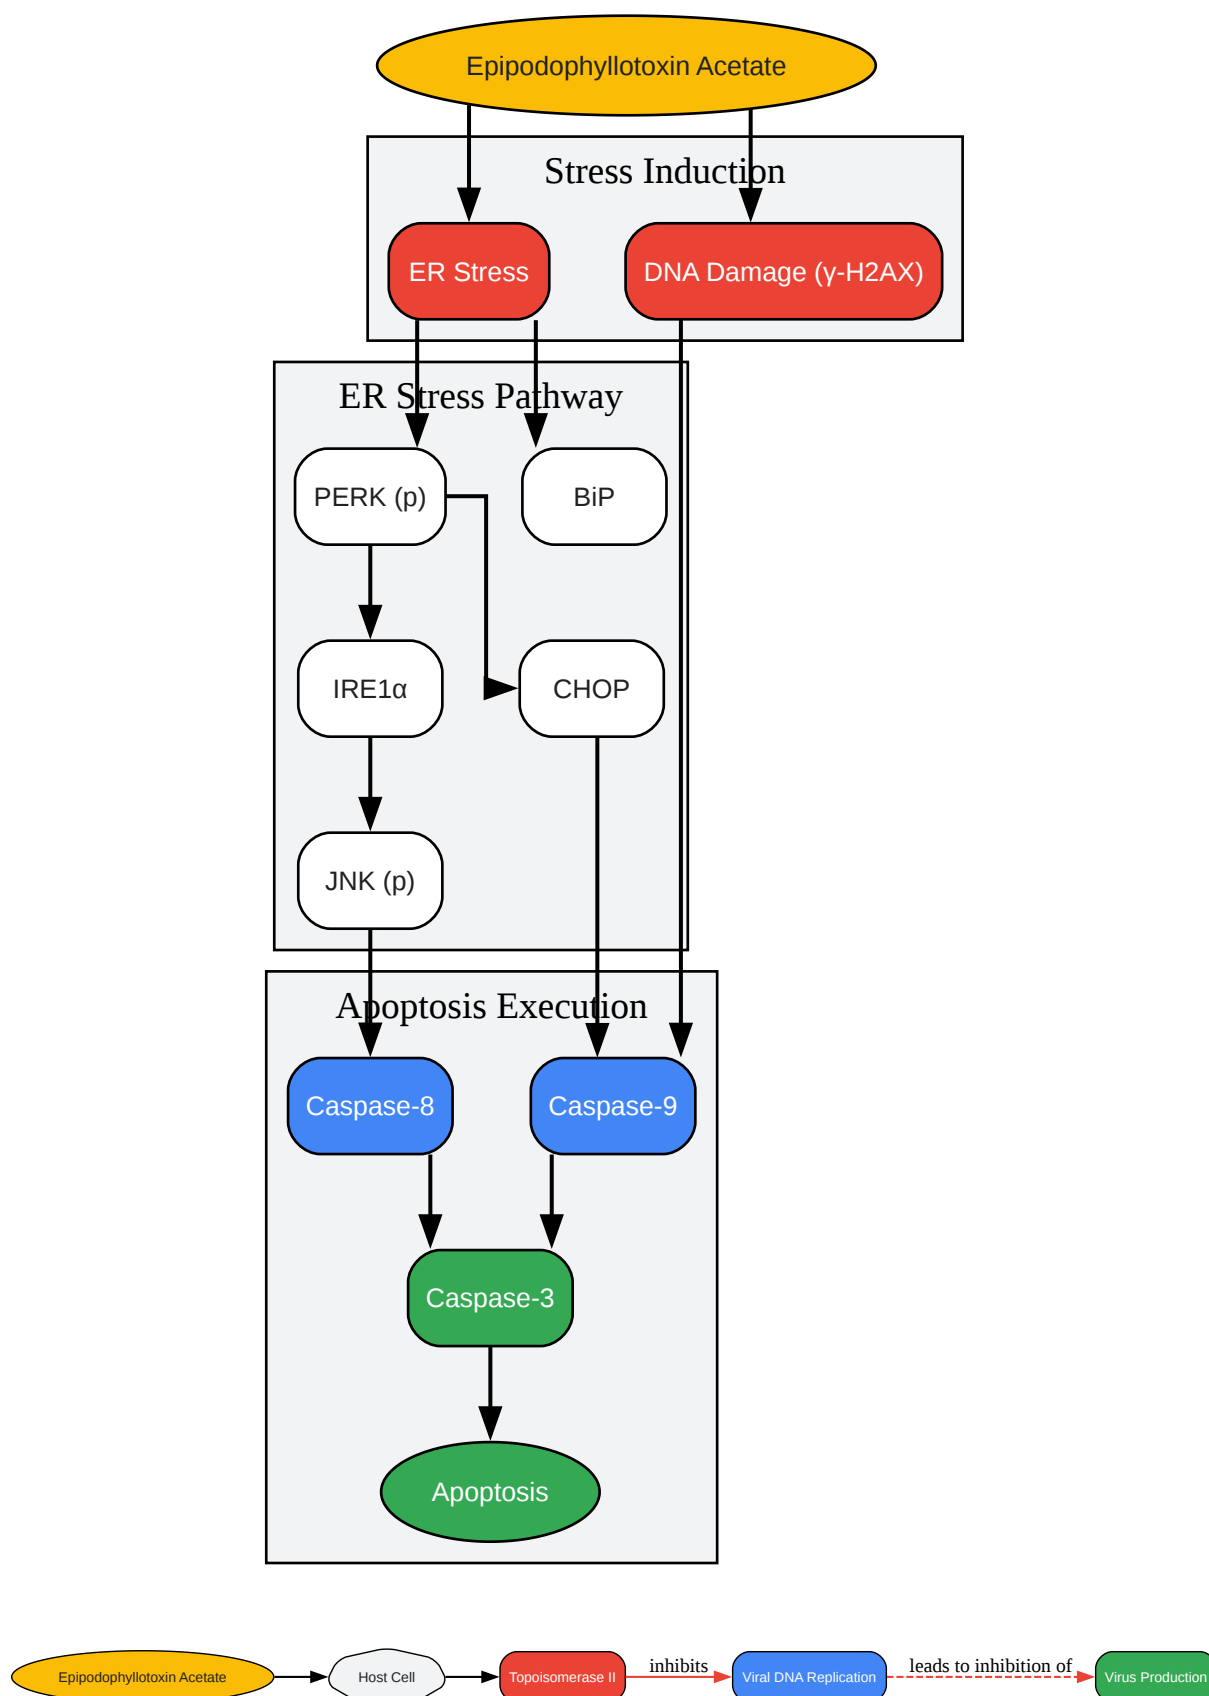 Epipodophyllotoxin Acetate
Stress Induction
ER Stress
DNA Damage (γ-H2AX)
ER Stress Pathway
PERK (p)
BiP
IRE1α
CHOP
JNK (p)
Apoptosis Execution
Caspase-8
Caspase-9
Caspase-3
Apoptosis
Epipodophyllotoxin Acetate
Host Cell
Topoisomerase II
inhibits
Viral DNA Replication
leads to inhibition of
Virus Production